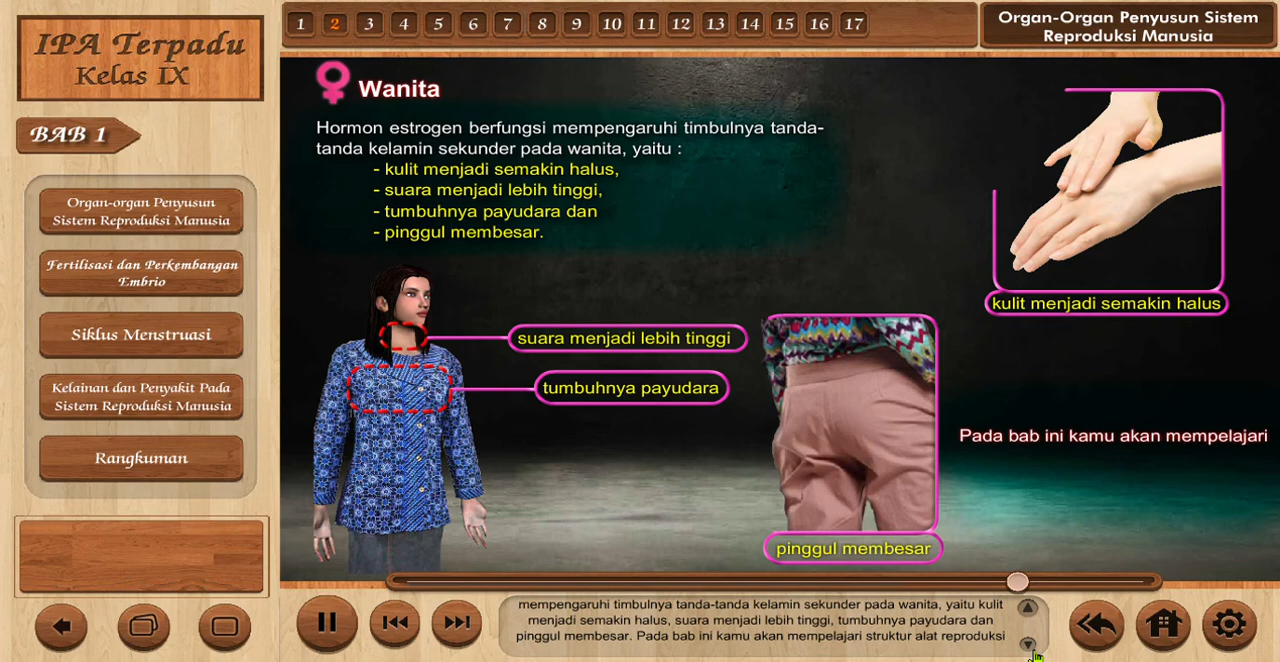 IPA Terpadu
Kelas IX
BAB 1
Organ-organ Penyusun
Sistem Reproduksi Manusia
Fertilisasi dan Perkembangan
Embrio
Siklus Menstruasi
Kelainan dan Penyakit Pada
Sistem Reproduksi Manusia
Rangkuman
1 2 3 4 5 6 7 8 9 10 11 12 13 14 15 16 17
Organ-Organ Penyusun Sistem
Reproduksi Manusia
Wanita
Hormon estrogen berfungsi mempengaruhi timbulnya tanda-
tanda kelamin sekunder pada wanita, yaitu :
- kulit menjadi semakin halus,
- suara menjadi lebih tinggi,
- tumbuhnya payudara dan
- pinggul membesar.
kulit menjadi semakin halus
suara menjadi lebih tinggi
tumbuhnya payudara
Pada bab ini kamu akan mempelajari
pinggul membesar
mempengaruhi timbulnya tanda-tanda kelamin sekunder pada wanita, yaitu kulit
menjadi semakin halus, suara menjadi lebih tinggi, tumbuhnya payudara dan
pinggul membesar. Pada bab ini kamu akan mempelajari struktur alat reproduksi